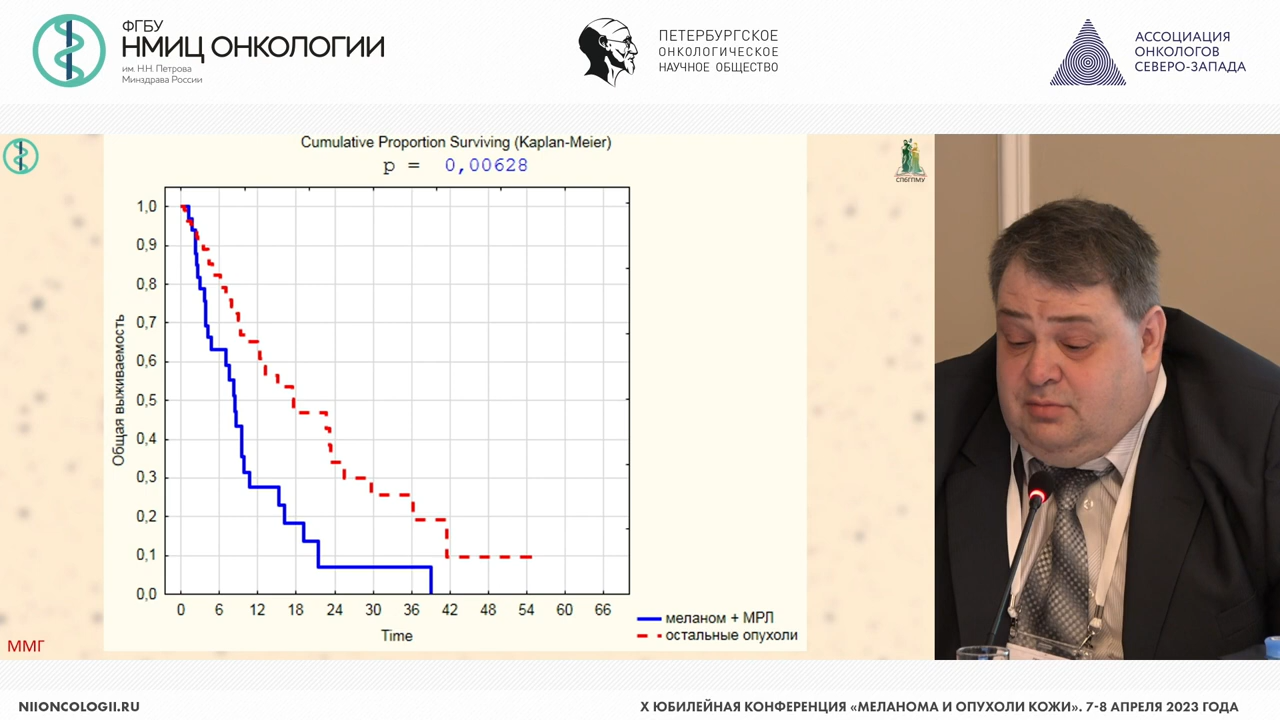 ФГБУ
НМИЦ ОНКОЛОГИИ
им. Н.Н. Петрова
Минздрава России
ПЕТЕРБУРГСКОЕ
ОНКОЛОГИЧЕСКОЕ
НАУЧНОЕ ОБЩЕСТВО
АССОЦИАЦИЯ
ОНКОЛОГОВ
СЕВЕРО-ЗАПАДА
Cumulative Proportion Surviving (Kaplan-Meier)
p = 0,00628
СПБГПМУ
Общая выживаемость
1,0
0,9
0,8
0,7
0,6
0,5
0,4
0,3
0,2
0,1
0,0
0 6 12 18 24 30 36 42 48 54 60 66
Time
меланом + МРЛ
остальные опухоли
ММГ
NIIONCOLOGII.RU
X ЮБИЛЕЙНАЯ КОНФЕРЕНЦИЯ «МЕЛАНОМА И ОПУХОЛИ КОЖИ». 7-8 АПРЕЛЯ 2023 ГОДА